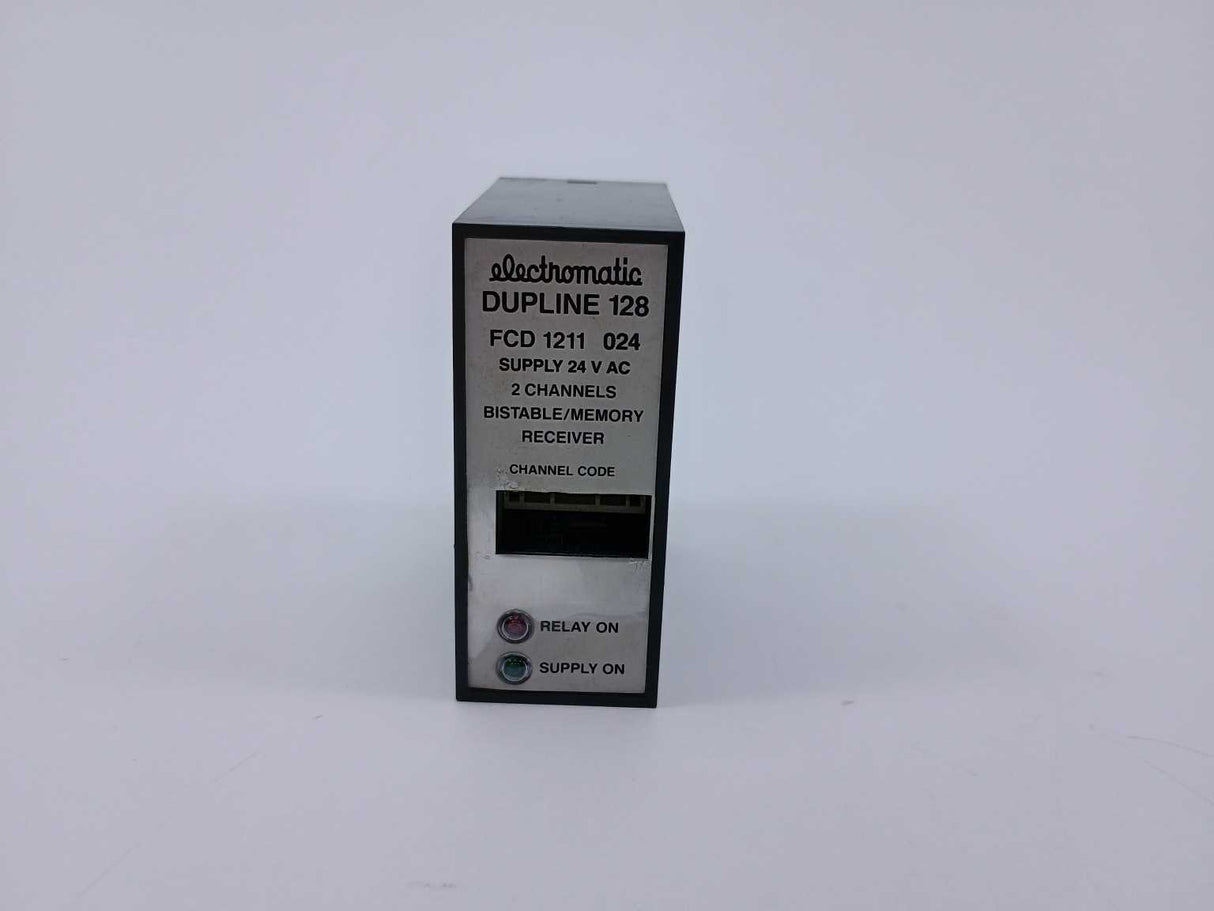 electromatic
DUPLINE 128
FCD 1211 024
SUPPLY 24 V AC
2 CHANNELS
BISTABLE/MEMORY
RECEIVER
CHANNEL CODE
RELAY ON
SUPPLY ON